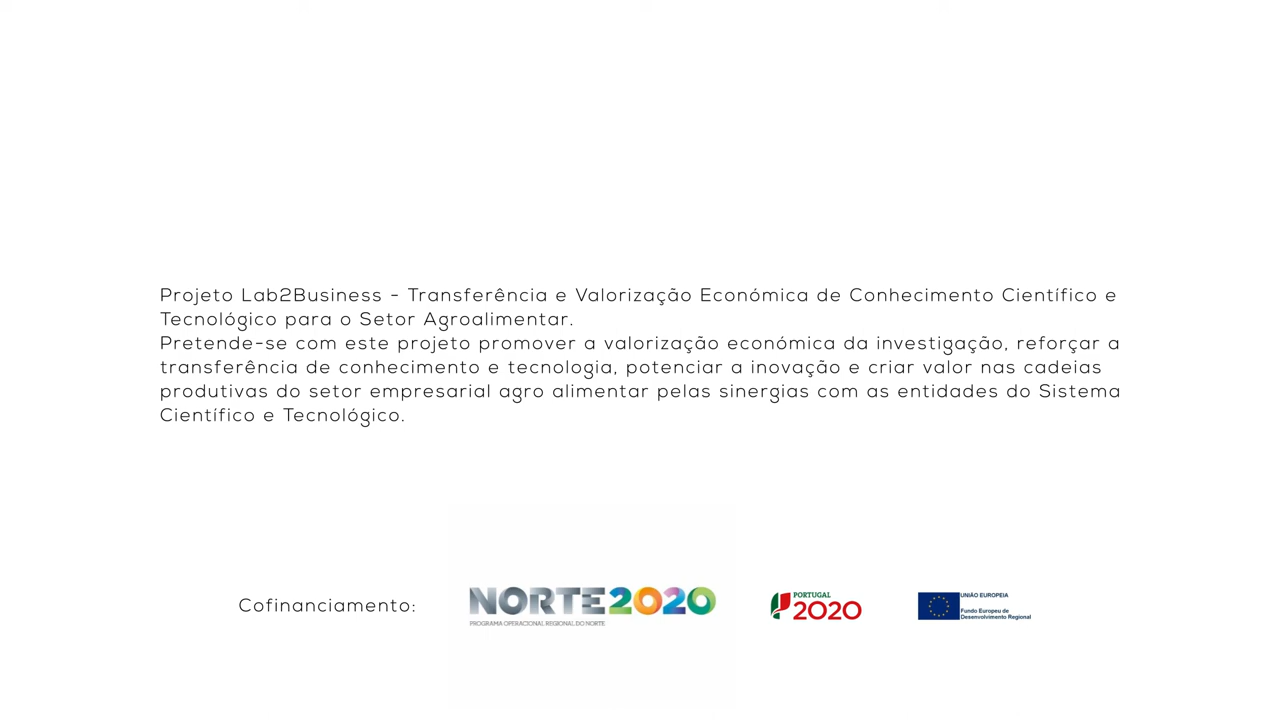 Projeto Lab2Business - Transferência e Valorização Económica de Conhecimento Científico e
Tecnológico para o Setor Agroalimentar.
Pretende-se com este projeto promover a valorização económica da investigação, reforçar a
transferência de conhecimento e tecnologia, potenciar a inovação e criar valor nas cadeias
produtivas do setor empresarial agro alimentar pelas sinergias com as entidades do Sistema
Científico e Tecnológico.
Cofinanciamento:
NORTE2020
PROGRAMA OPERACIONAL REGIONAL DO NORTE
PORTUGAL
2020
UNIÃO EUROPEIA
Fundo Europeu de
Desenvolvimento Regional